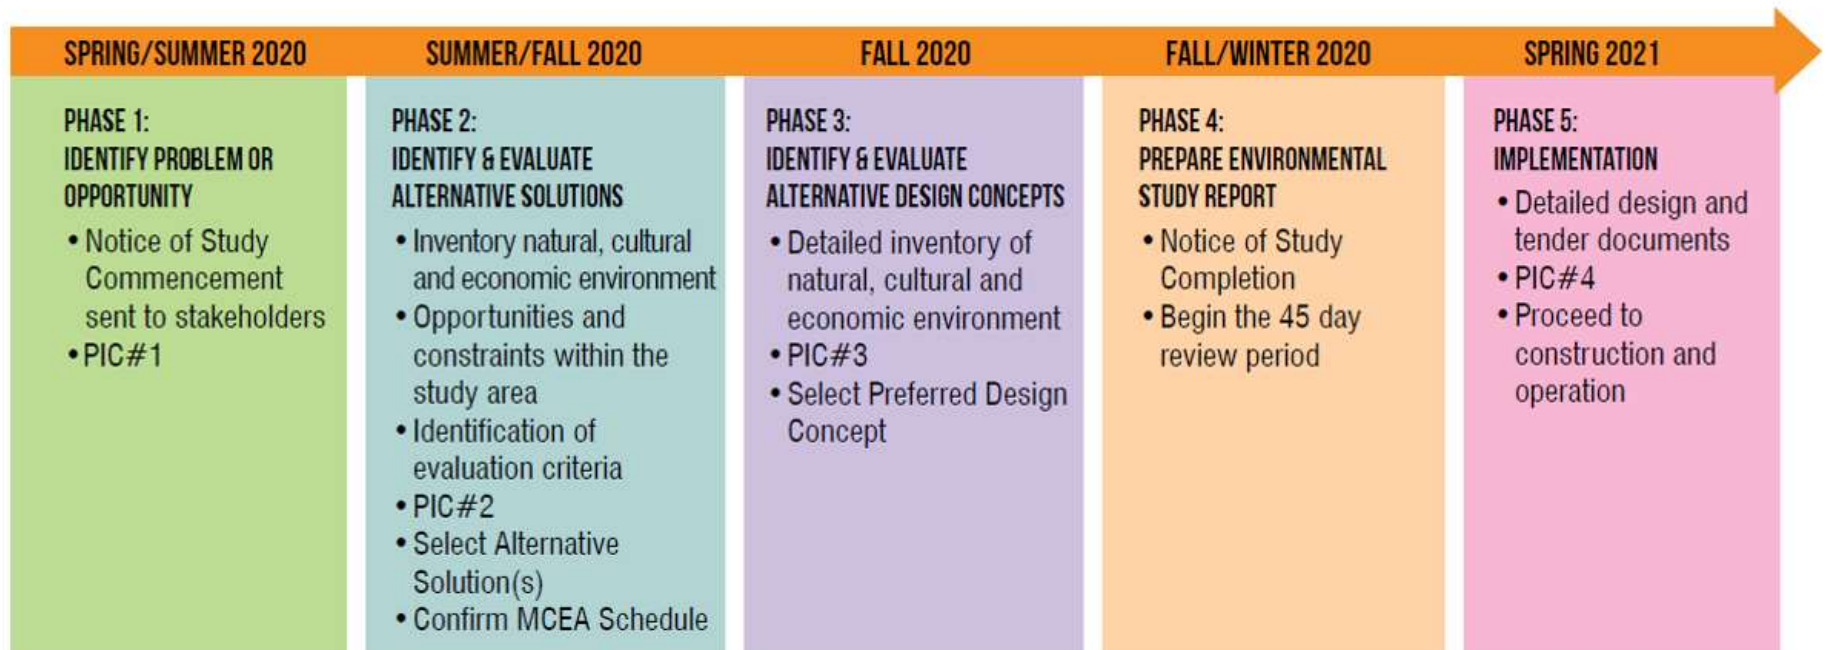 SPRING/SUMMER 2020
SUMMER/FALL 2020
FALL 2020
FALL/WINTER 2020
SPRING 2021
PHASE 1:
IDENTIFY PROBLEM OR
OPPORTUNITY
• Notice of Study
Commencement
sent to stakeholders
• PIC#1
PHASE 2:
IDENTIFY & EVALUATE
ALTERNATIVE SOLUTIONS
• Inventory natural, cultural
and economic environment
• Opportunities and
constraints within the
study area
• Identification of
evaluation criteria
• PIC#2
• Select Alternative
Solution(s)
• Confirm MCEA Schedule
PHASE 3:
IDENTIFY & EVALUATE
ALTERNATIVE DESIGN CONCEPTS
• Detailed inventory of
natural, cultural and
economic environment
• PIC#3
• Select Preferred Design
Concept
PHASE 4:
PREPARE ENVIRONMENTAL
STUDY REPORT
• Notice of Study
Completion
• Begin the 45 day
review period
PHASE 5:
IMPLEMENTATION
• Detailed design and
tender documents
• PIC#4
• Proceed to
construction and
operation